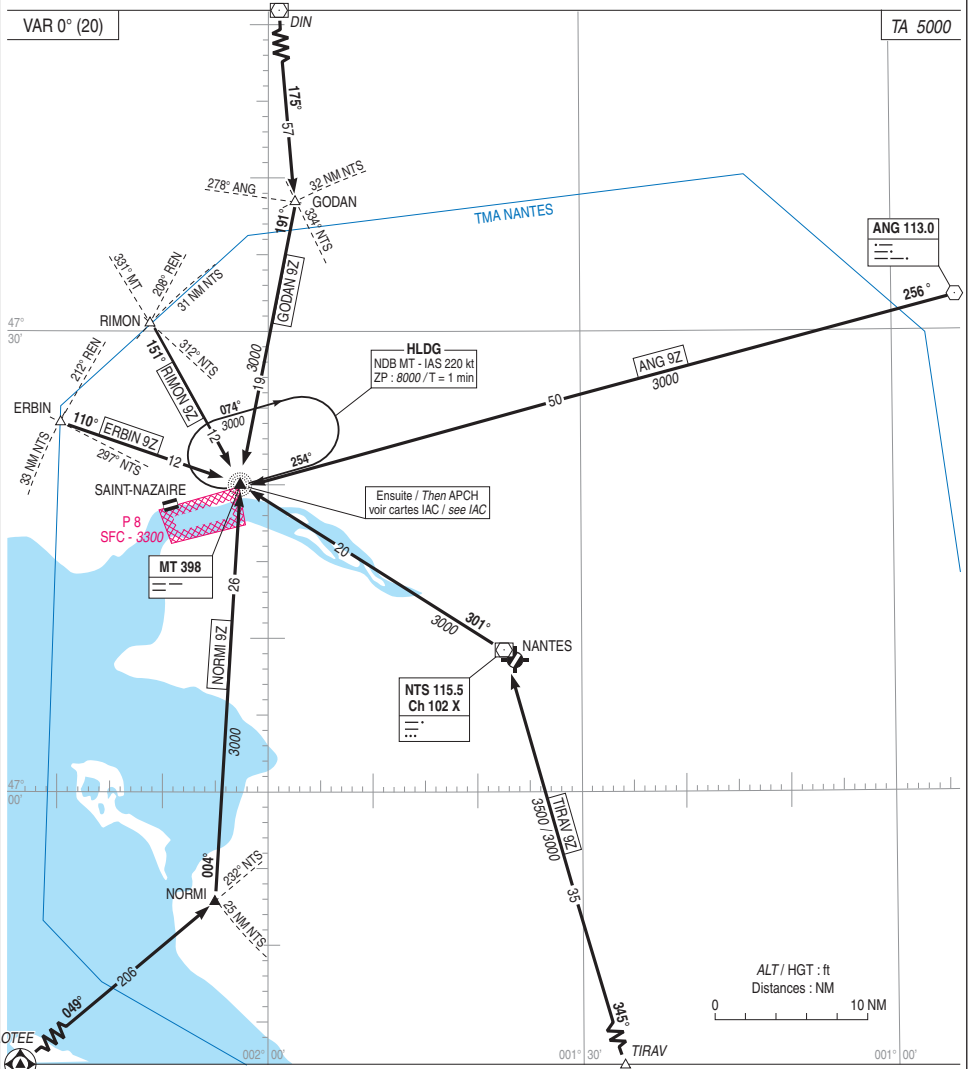 VAR 0° (20)
DIN
TA 5000
175°
57
278° ANG
32 NM NTS
GODAN
334° NTS
191°
TMA NANTES
ANG 113.0
256°
331° MT
208° REN
31 NM NTS
RIMON
312° NTS
151°
RIMON 9Z
12
GODAN 9Z
3000
19
47°
30'
HLDG
NDB MT - IAS 220 kt
ZP : 8000 / T = 1 min
ANG 9Z
3000
50
212° REN
ERBIN
33 NM NTS
110°
ERBIN 9Z
12
297° NTS
074°
3000
254°
SAINT-NAZAIRE
P 8
SFC - 3300
Ensuite / Then APCH
voir cartes IAC / see IAC
MT 398
20
3000
301°
NANTES
NTS 115.5
Ch 102 X
26
NORMI 9Z
3000
004°
47°
00'
TIRAV 9Z
3500 / 3000
35
345°
TIRAV
NORMI
232° NTS
25 NM NTS
206
049°
OTEE
ALT / HGT : ft
Distances : NM
0
10 NM
002° 00'
001° 30'
001° 00'